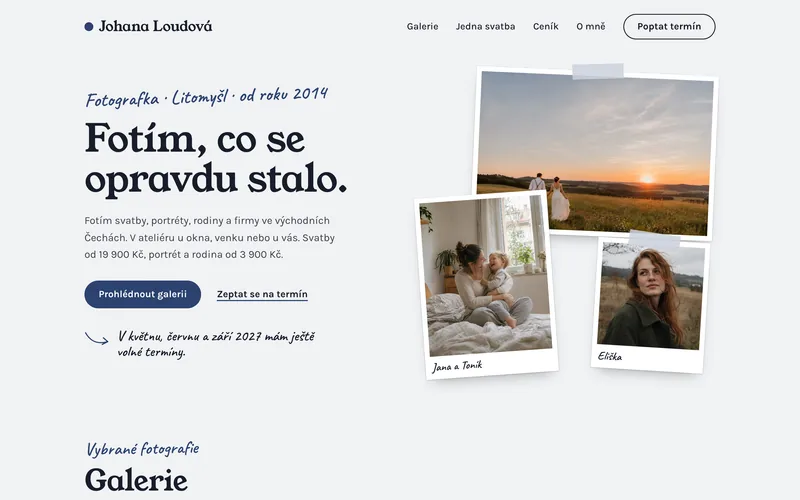 Johana Loudová
Galerie
Jedna svatba
Ceník
O mně
Poptat termín
Fotografka · Litomyšl · od roku 2014
Fotím, co se
opravdu stalo.
Fotím svatby, portréty, rodiny a firmy ve východních
Čechách. V ateliéru u okna, venku nebo u vás. Svatby
od 19 900 Kč, portrét a rodina od 3 900 Kč.
Prohlédnout galerii
Zeptat se na termín
V květnu, červnu a září 2027 mám ještě
volné termíny.
Jana a Toník
Eliška
Vybrané fotografie
Galerie